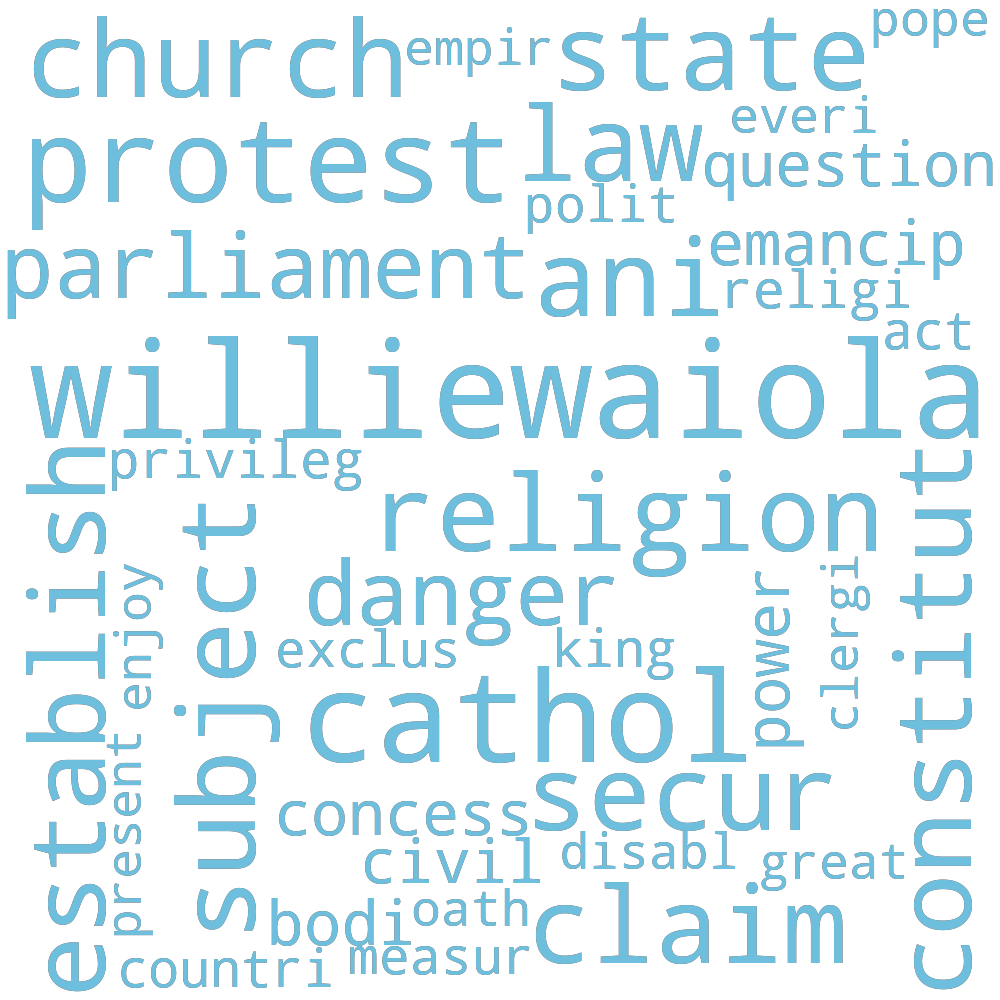 church
empir
state
pope
protest
law
everi
question
polit
parliament
ani
emancip
religi
act
williewaiola
privileg
establish
subject
religion
constitut
danger
enjoy
exclus
king
power
clergi
cathol
present
concess
secur
civil
disabl
great
bodi
oath
claim
countri
measur